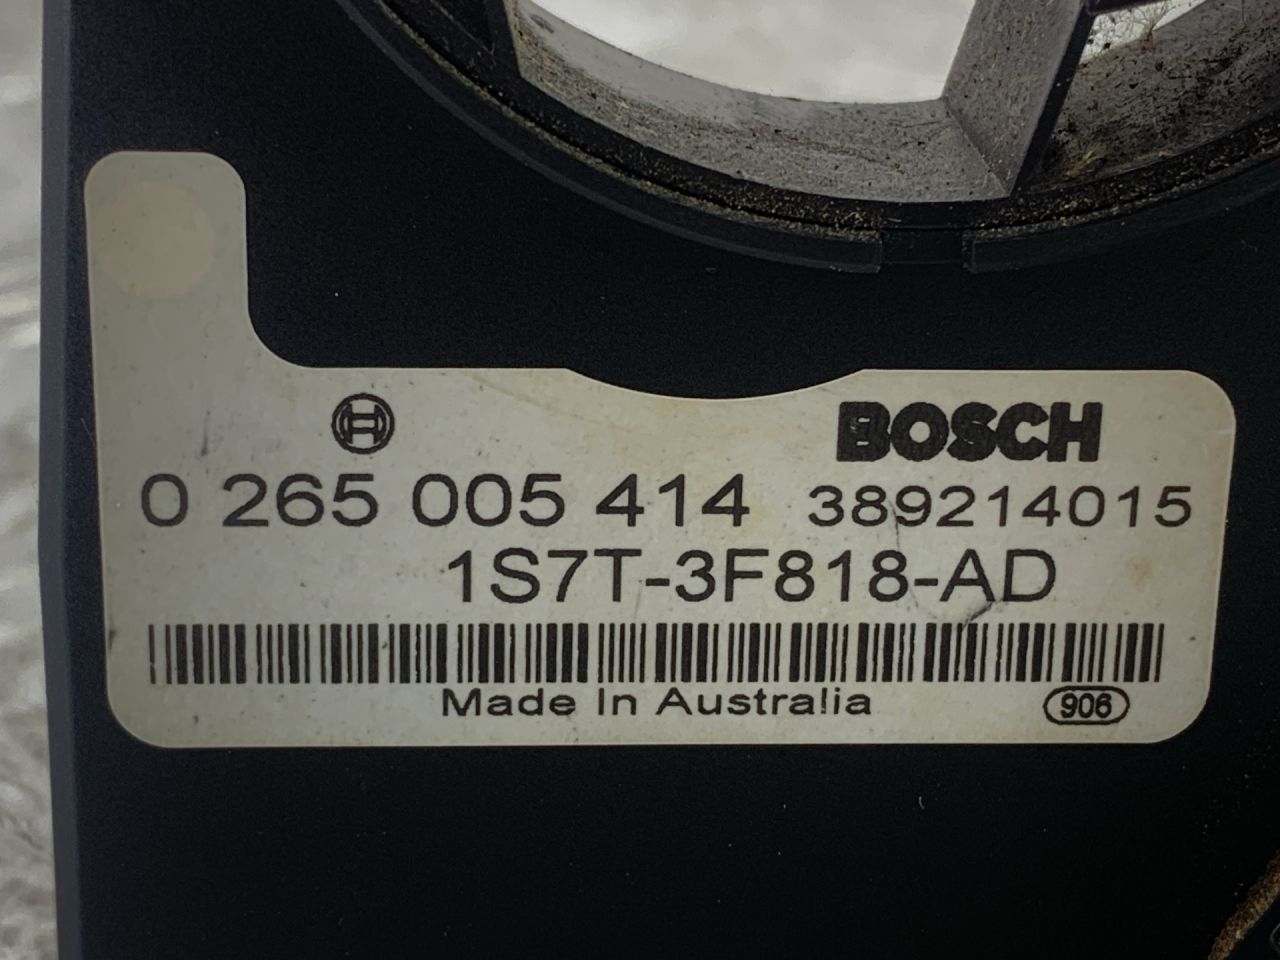 BOSCH
0 265 005 414 389214015
1S7T-3F818-AD
Made In Australia
906